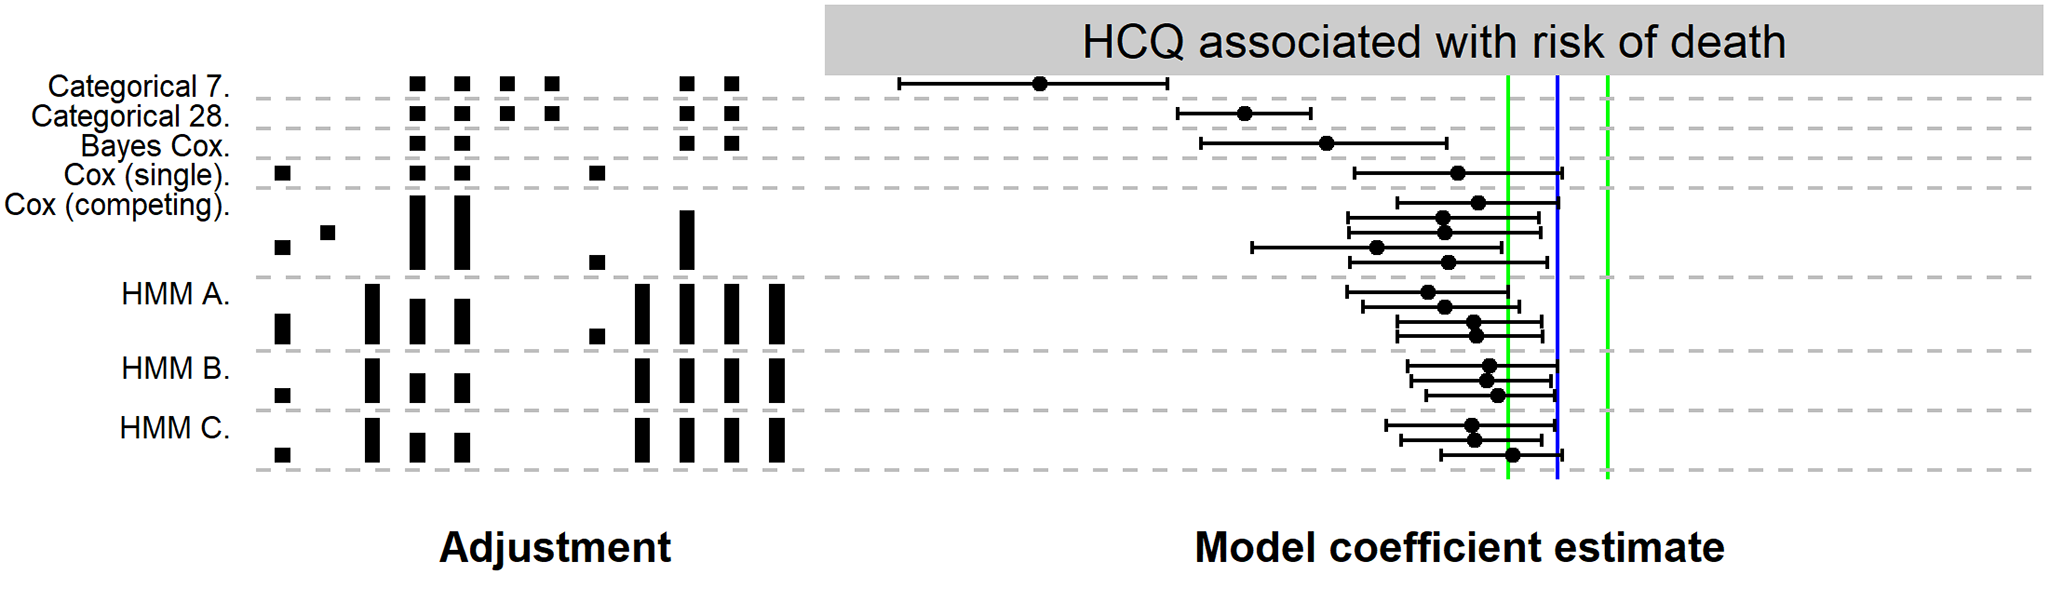 HCQ associated with risk of death
Categorical 7.
Categorical 28.
Bayes Cox.
Cox (single).
Cox (competing).
HMM A.
HMM B.
HMM C.
Adjustment
Model coefficient estimate